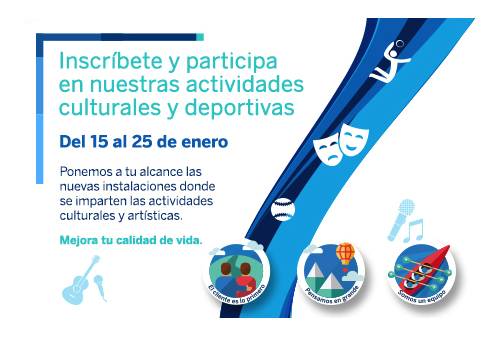 Inscríbete y participa
en nuestras actividades
culturales y deportivas
Del 15 al 25 de enero
Ponemos a tu alcance las
nuevas instalaciones donde
se imparten las actividades
culturales y artísticas.
Mejora tu calidad de vida.
El cliente es lo primero
Pensamos en grande
Somos un equipo